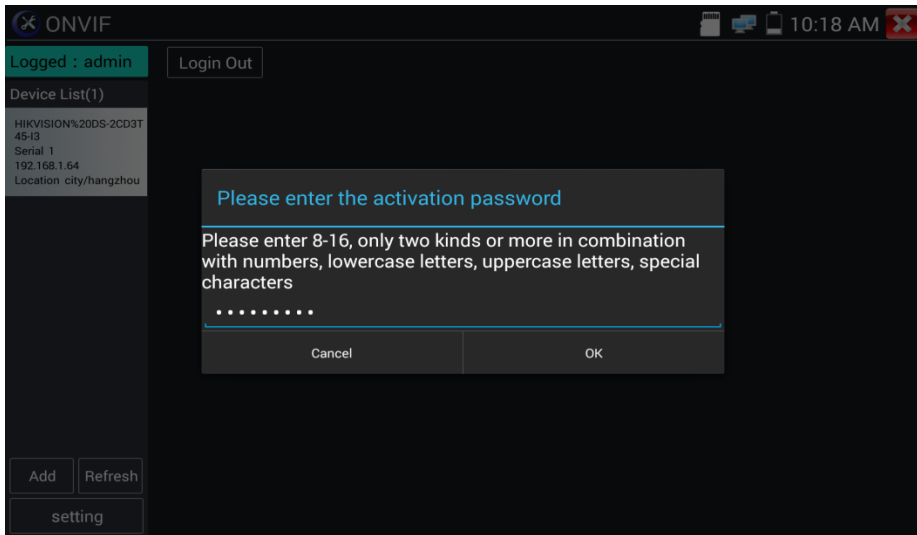 ONVIF
10:18 AM
Logged : admin
Login Out
Device List(1)
HIKVISION%20DS-2CD3T
45-I3
Serial 1
192.168.1.64
Location city/hangzhou
Please enter the activation password
Please enter 8-16, only two kinds or more in combination
with numbers, lowercase letters, uppercase letters, special
characters
•••••••••
Cancel
OK
Add
Refresh
setting